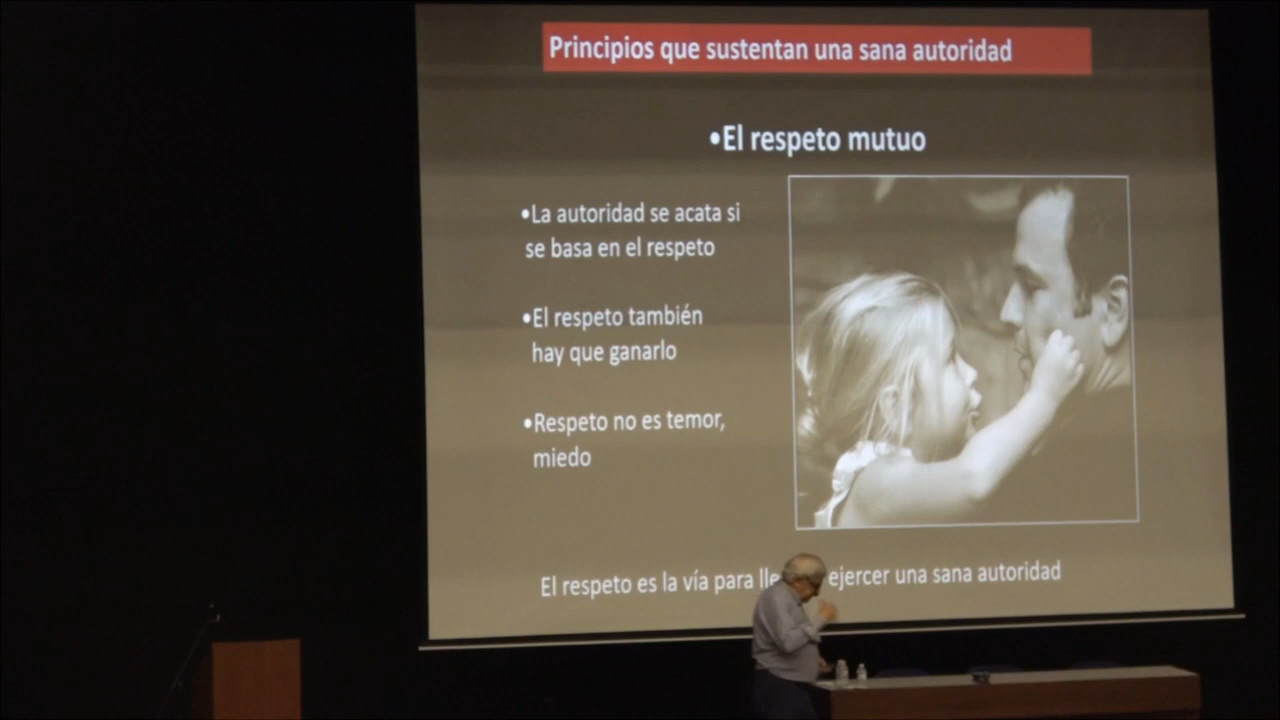 Principios que sustentan una sana autoridad
•El respeto mutuo
•La autoridad se acata si
se basa en el respeto
•El respeto también
hay que ganarlo
•Respeto no es temor,
miedo
El respeto es la vía para ejercer una sana autoridad